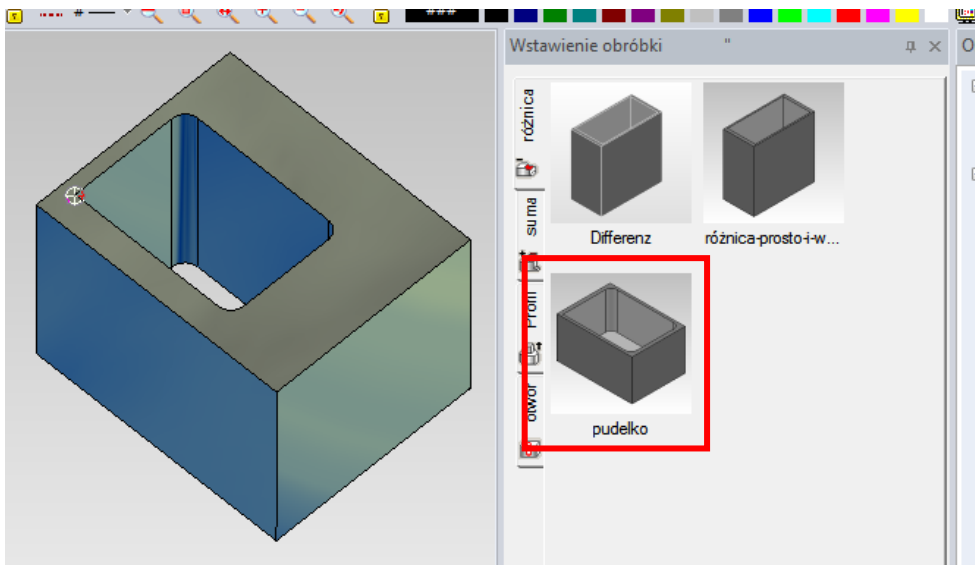 ###
#
Wstawienie obróbki "
O
różnica
suma
Profil
otwór
Differenz
różnica-prosto-i-w...
pudelko